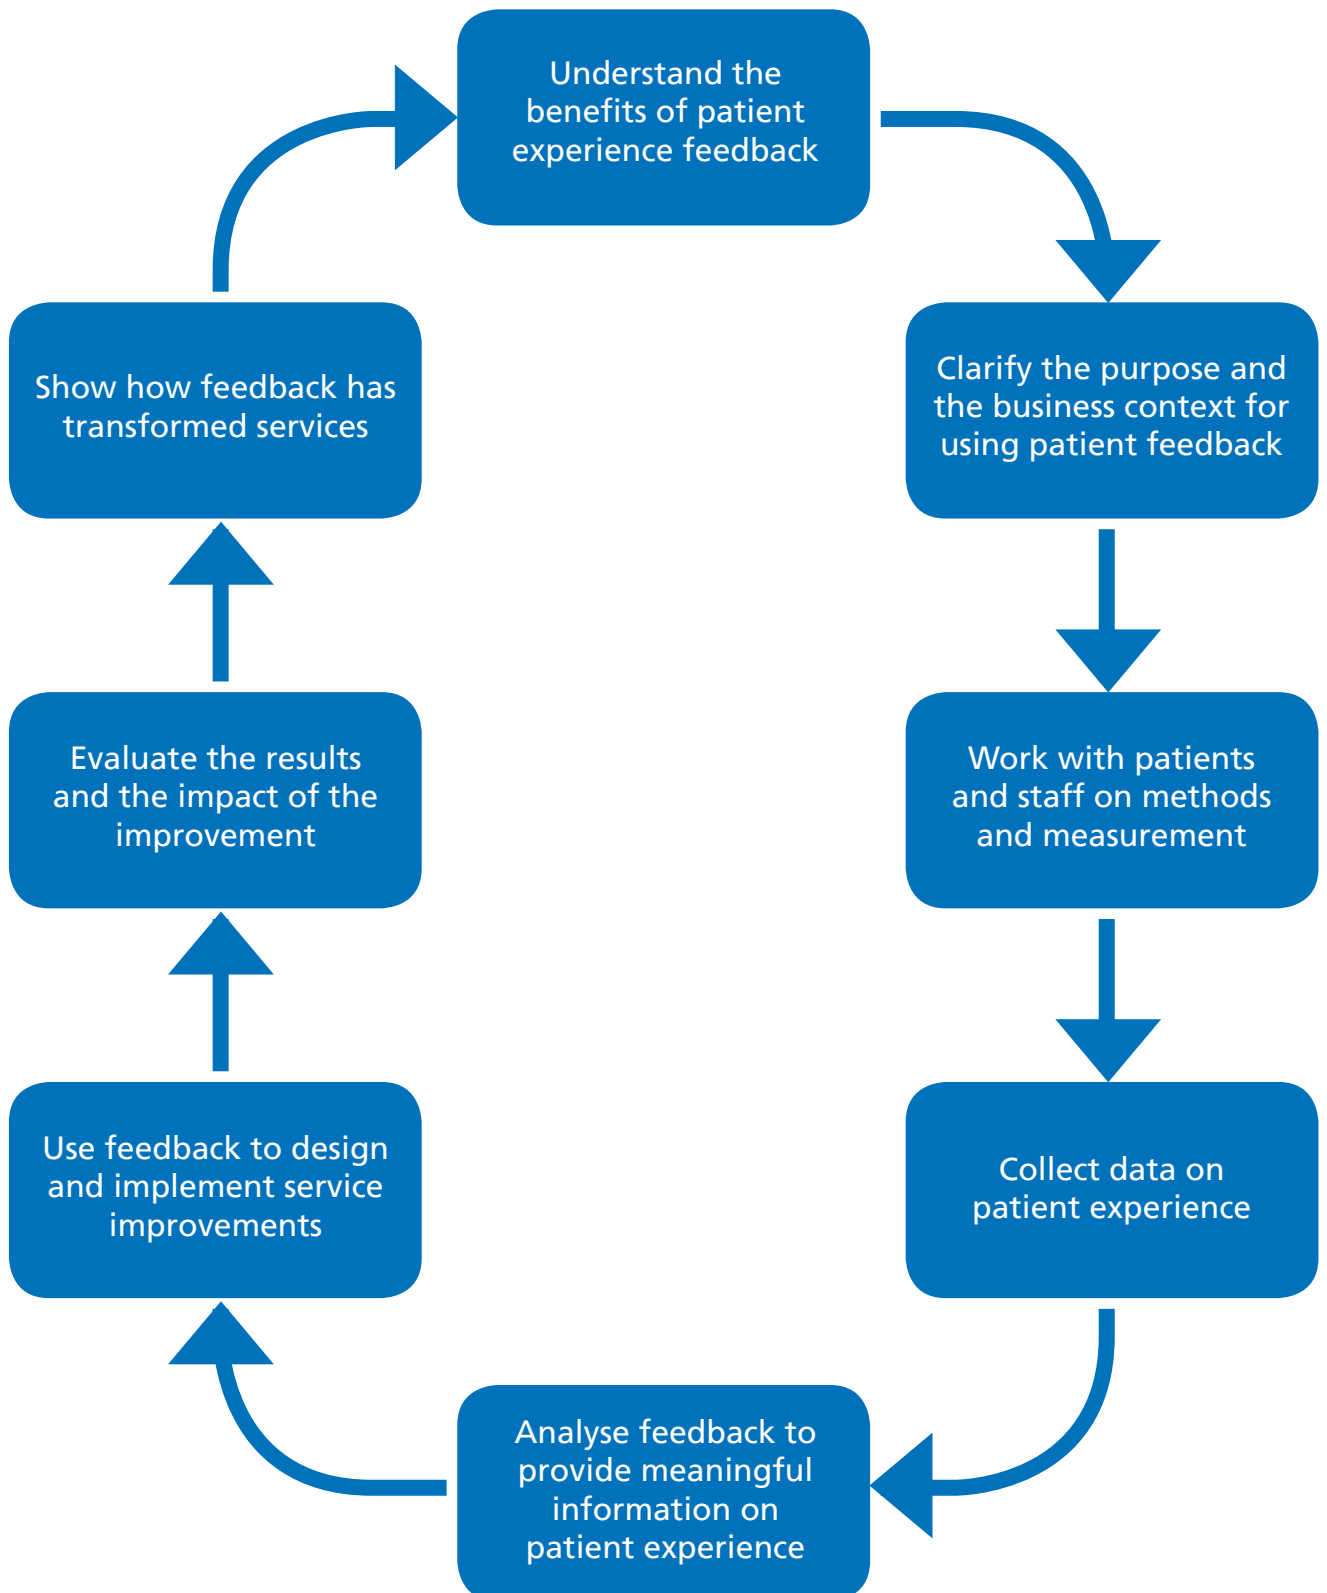 Understand the
benefits of patient
experience feedback
Clarify the purpose and
the business context for
using patient feedback
Work with patients
and staff on methods
and measurement
Collect data on
patient experience
Analyse feedback to
provide meaningful
information on
patient experience
Use feedback to design
and implement service
improvements
Evaluate the results
and the impact of the
improvement
Show how feedback has
transformed services